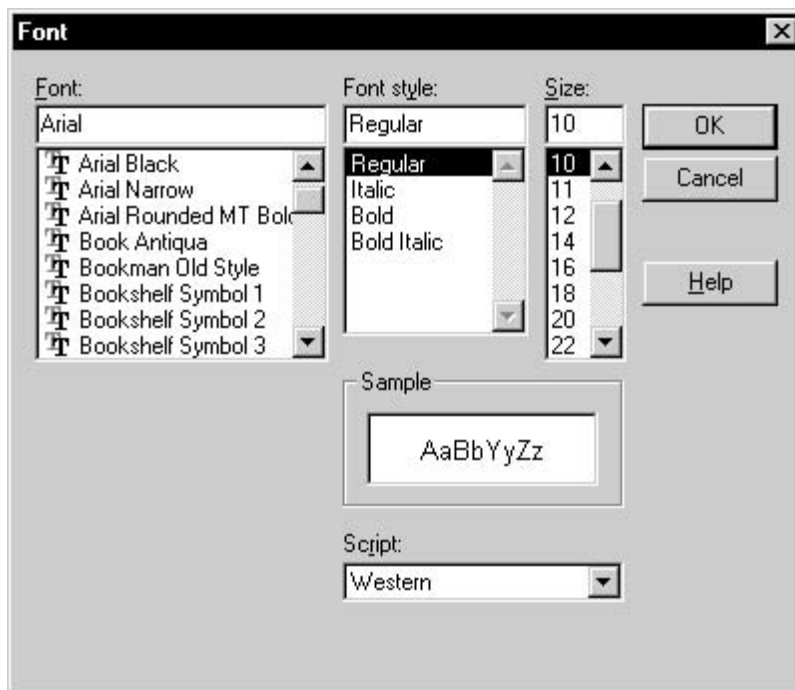 Font
Font:
Arial
Arial Black
Arial Narrow
Arial Rounded MT Bold
Book Antiqua
Bookman Old Style
Bookshelf Symbol 1
Bookshelf Symbol 2
Bookshelf Symbol 3
Font style:
Regular
Regular
Italic
Bold
Bold Italic
Size:
10
10
11
12
14
16
18
20
22
OK
Cancel
Help
Sample
AaBbYyZz
Script:
Western